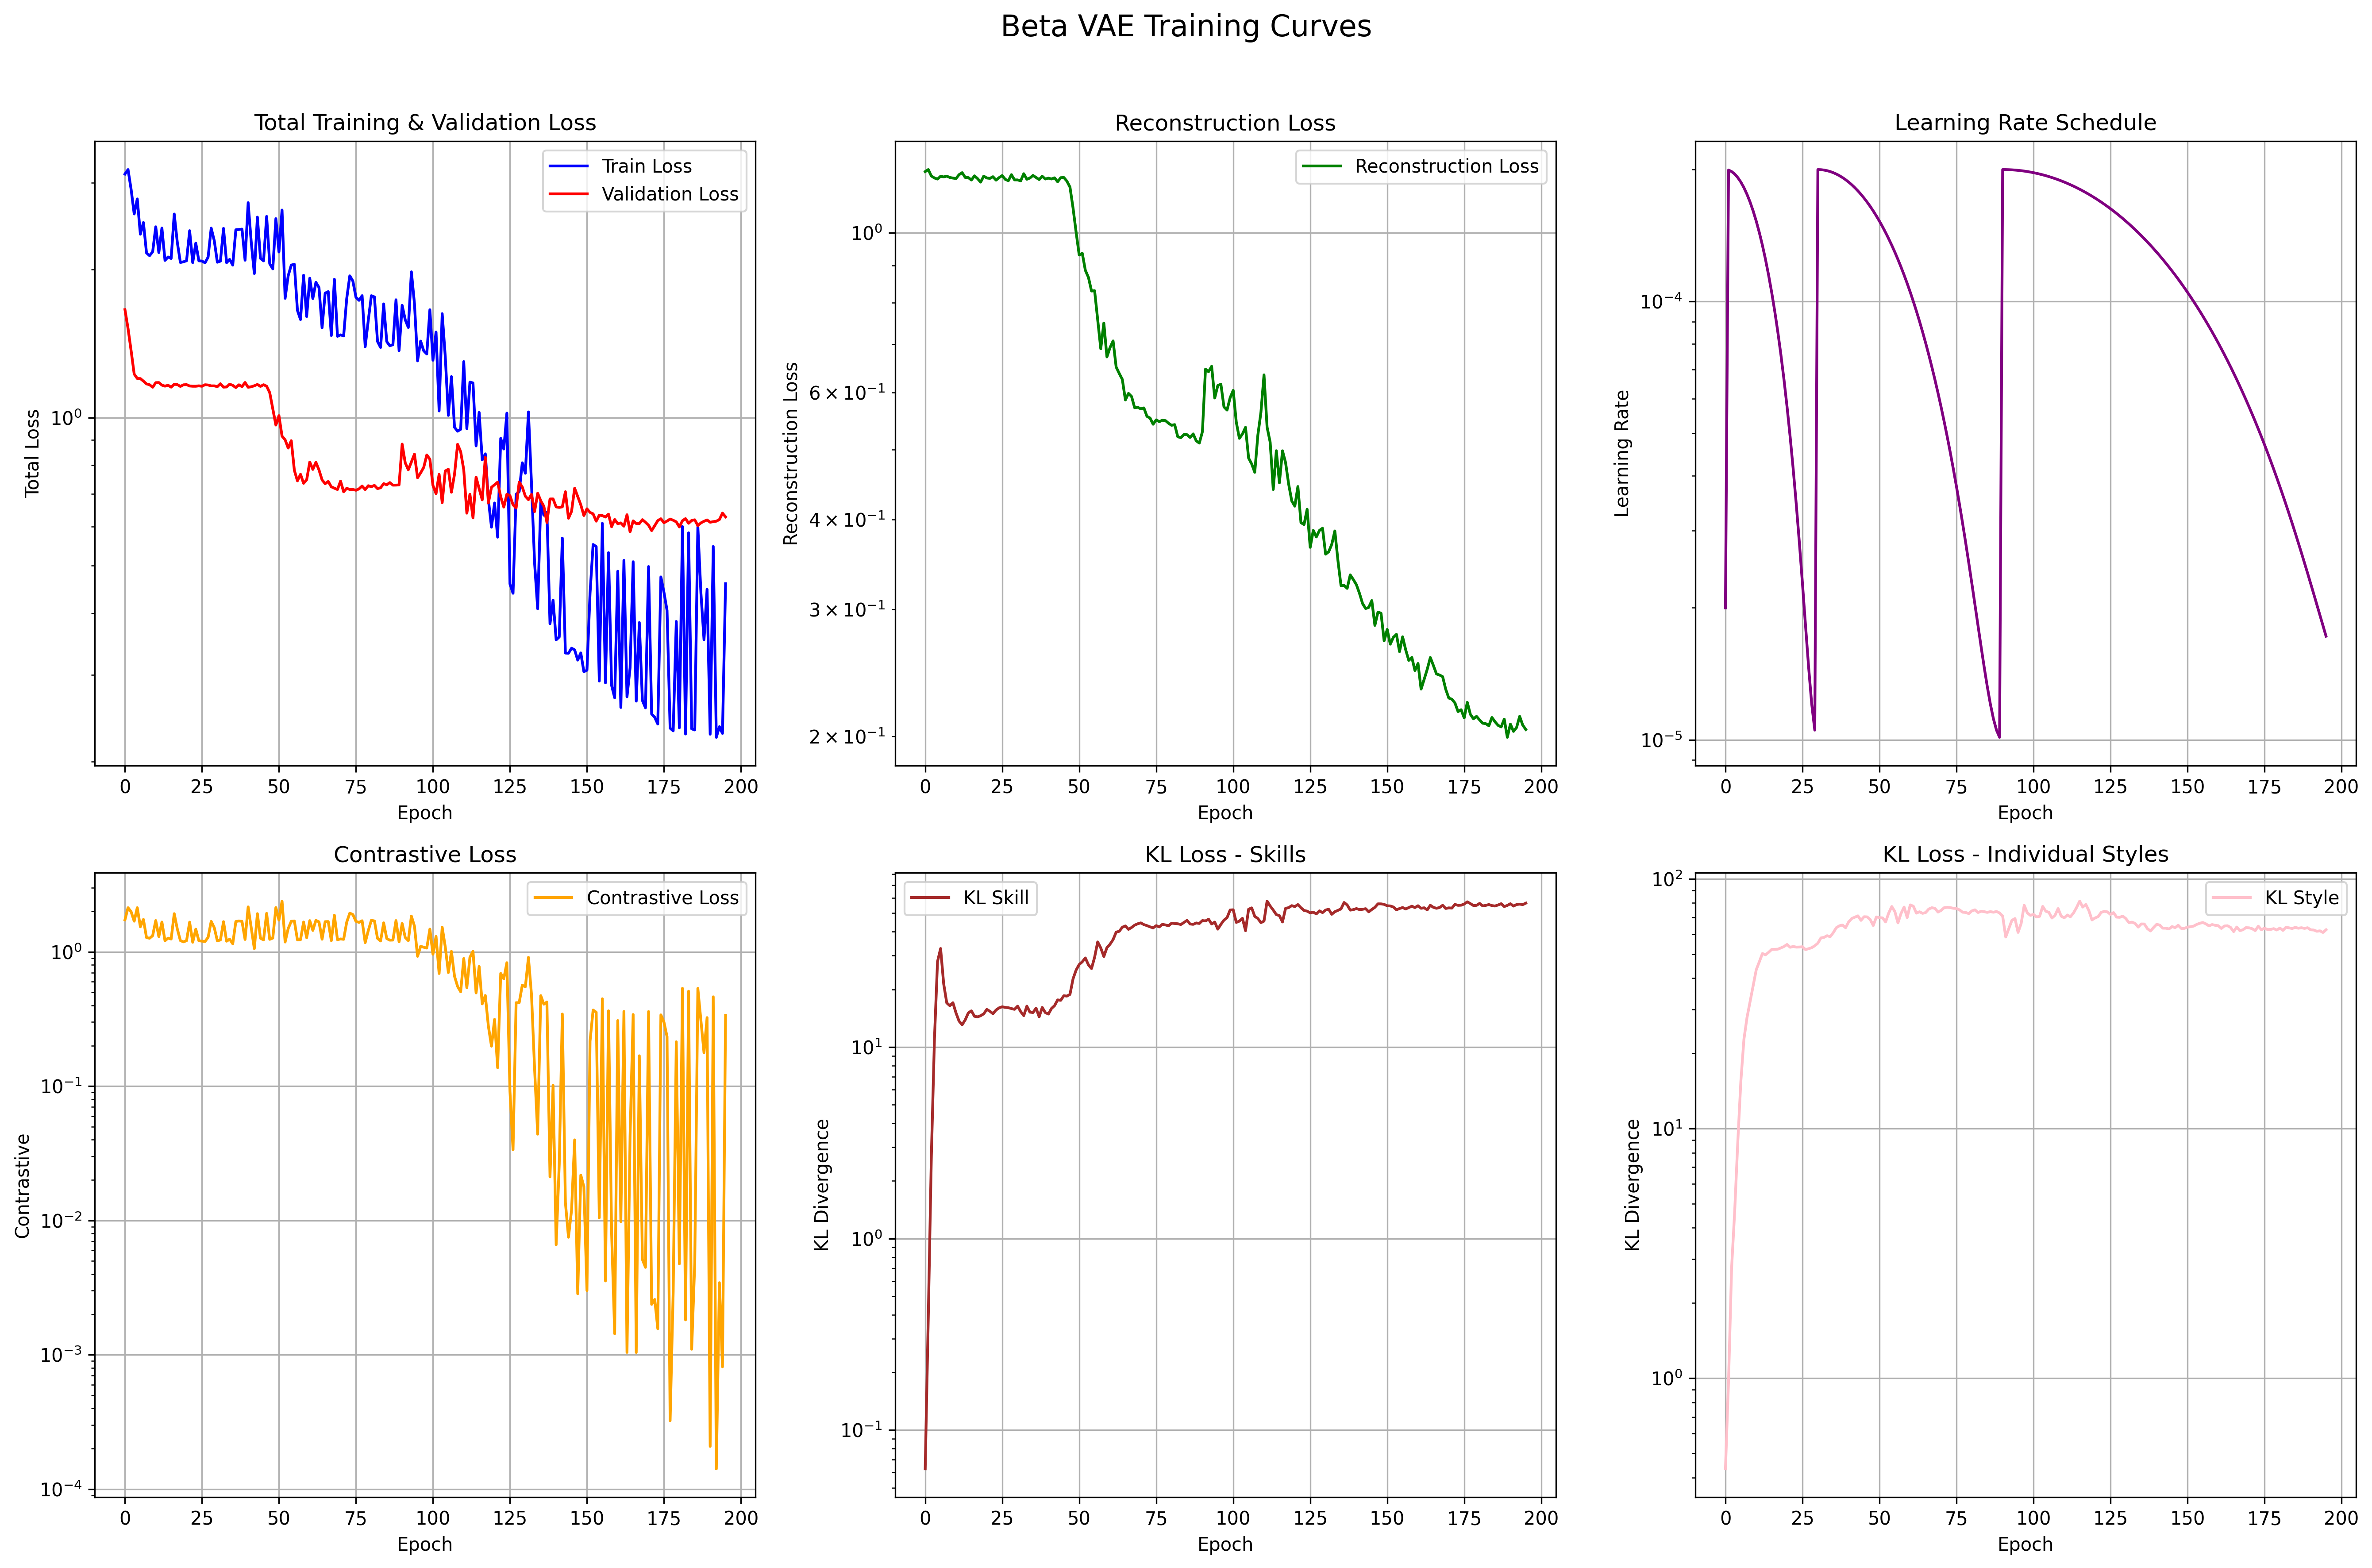 Beta VAE Training Curves
Total Training & Validation Loss
Train Loss
Validation Loss
Total Loss
10⁰
0 25 50 75 100 125 150 175 200
Epoch
Reconstruction Loss
Reconstruction Loss
Reconstruction Loss
10⁰
6 × 10⁻¹
4 × 10⁻¹
3 × 10⁻¹
2 × 10⁻¹
0 25 50 75 100 125 150 175 200
Epoch
Learning Rate Schedule
Learning Rate
10⁻⁴
10⁻⁵
0 25 50 75 100 125 150 175 200
Epoch
Contrastive Loss
Contrastive Loss
Contrastive
10⁰
10⁻¹
10⁻²
10⁻³
10⁻⁴
0 25 50 75 100 125 150 175 200
Epoch
KL Loss - Skills
KL Skill
KL Divergence
10¹
10⁰
10⁻¹
0 25 50 75 100 125 150 175 200
Epoch
KL Loss - Individual Styles
KL Style
KL Divergence
10²
10¹
10⁰
0 25 50 75 100 125 150 175 200
Epoch